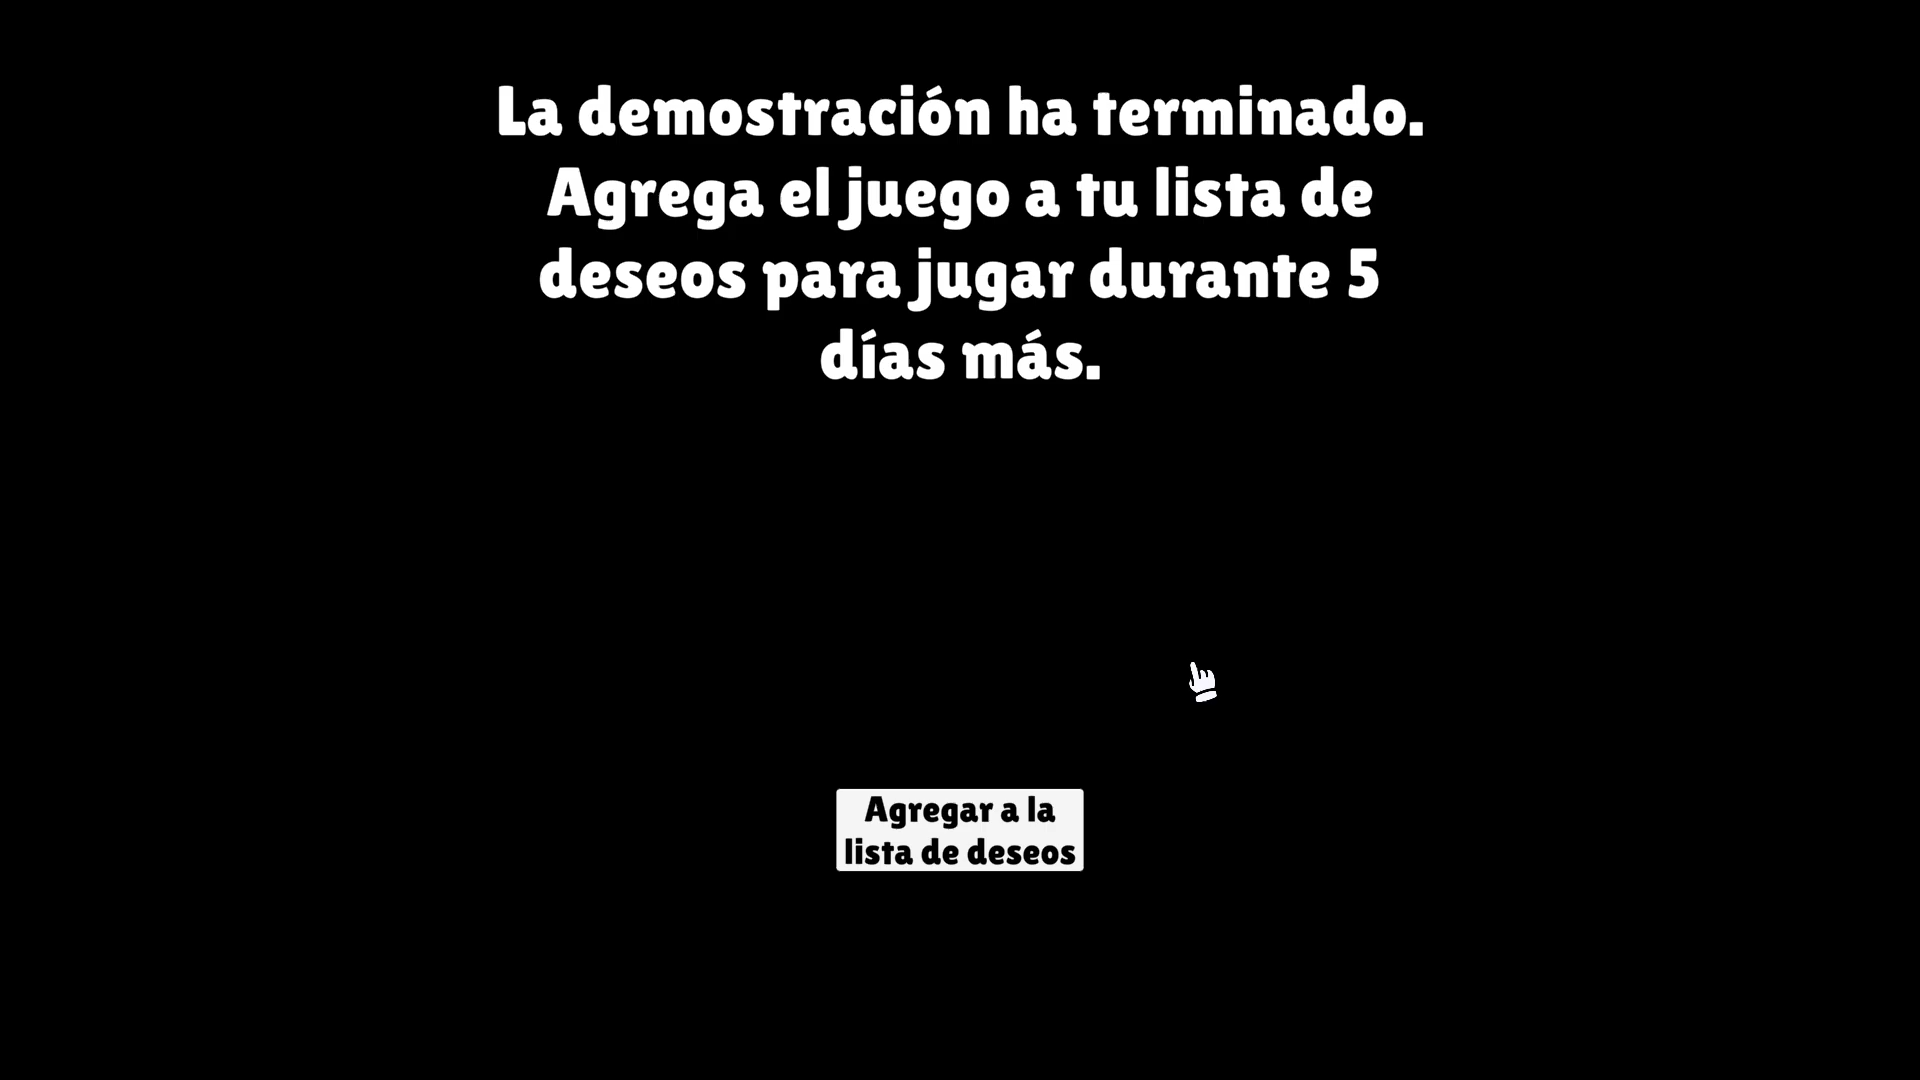 La demostración ha terminado.
Agrega el juego a tu lista de
deseos para jugar durante 5
días más.
Agregar a la
lista de deseos